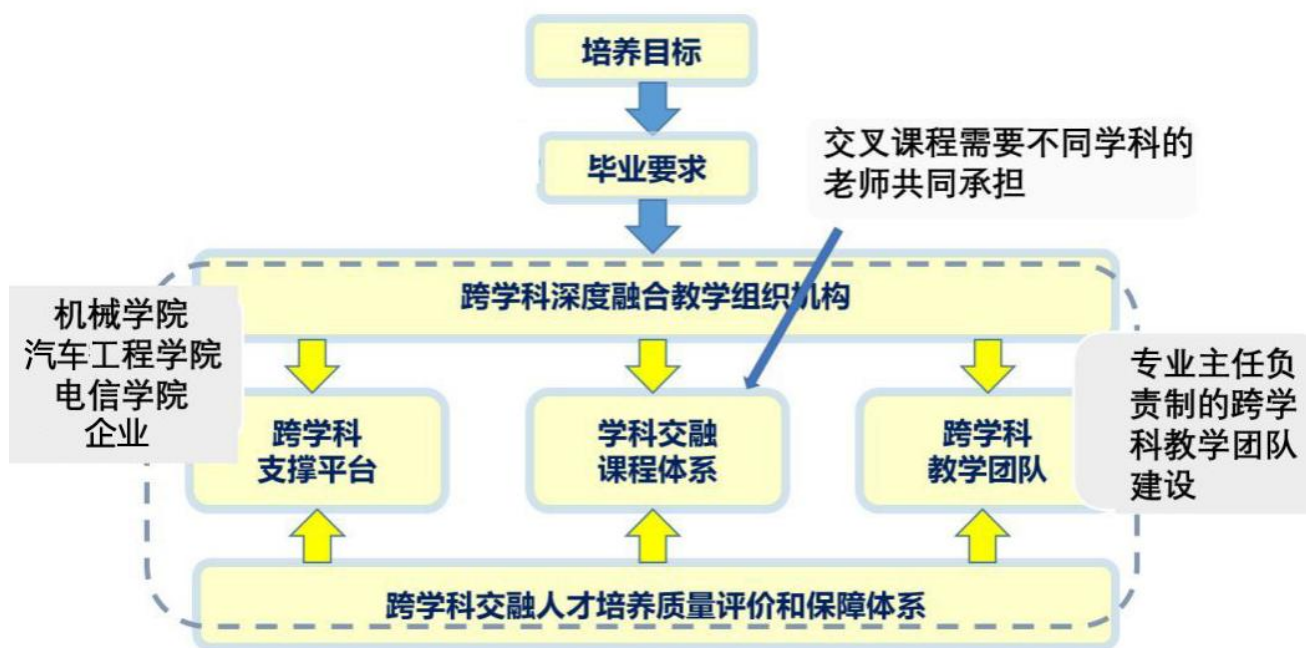 培养目标
毕业要求
交叉课程需要不同学科的
老师共同承担
跨学科深度融合教学组织机构
机械学院
汽车工程学院
电信学院
企业
跨学科
支撑平台
学科交融
课程体系
跨学科
教学团队
专业主任负
责制的跨学
科教学团队
建设
跨学科交融人才培养质量评价和保障体系